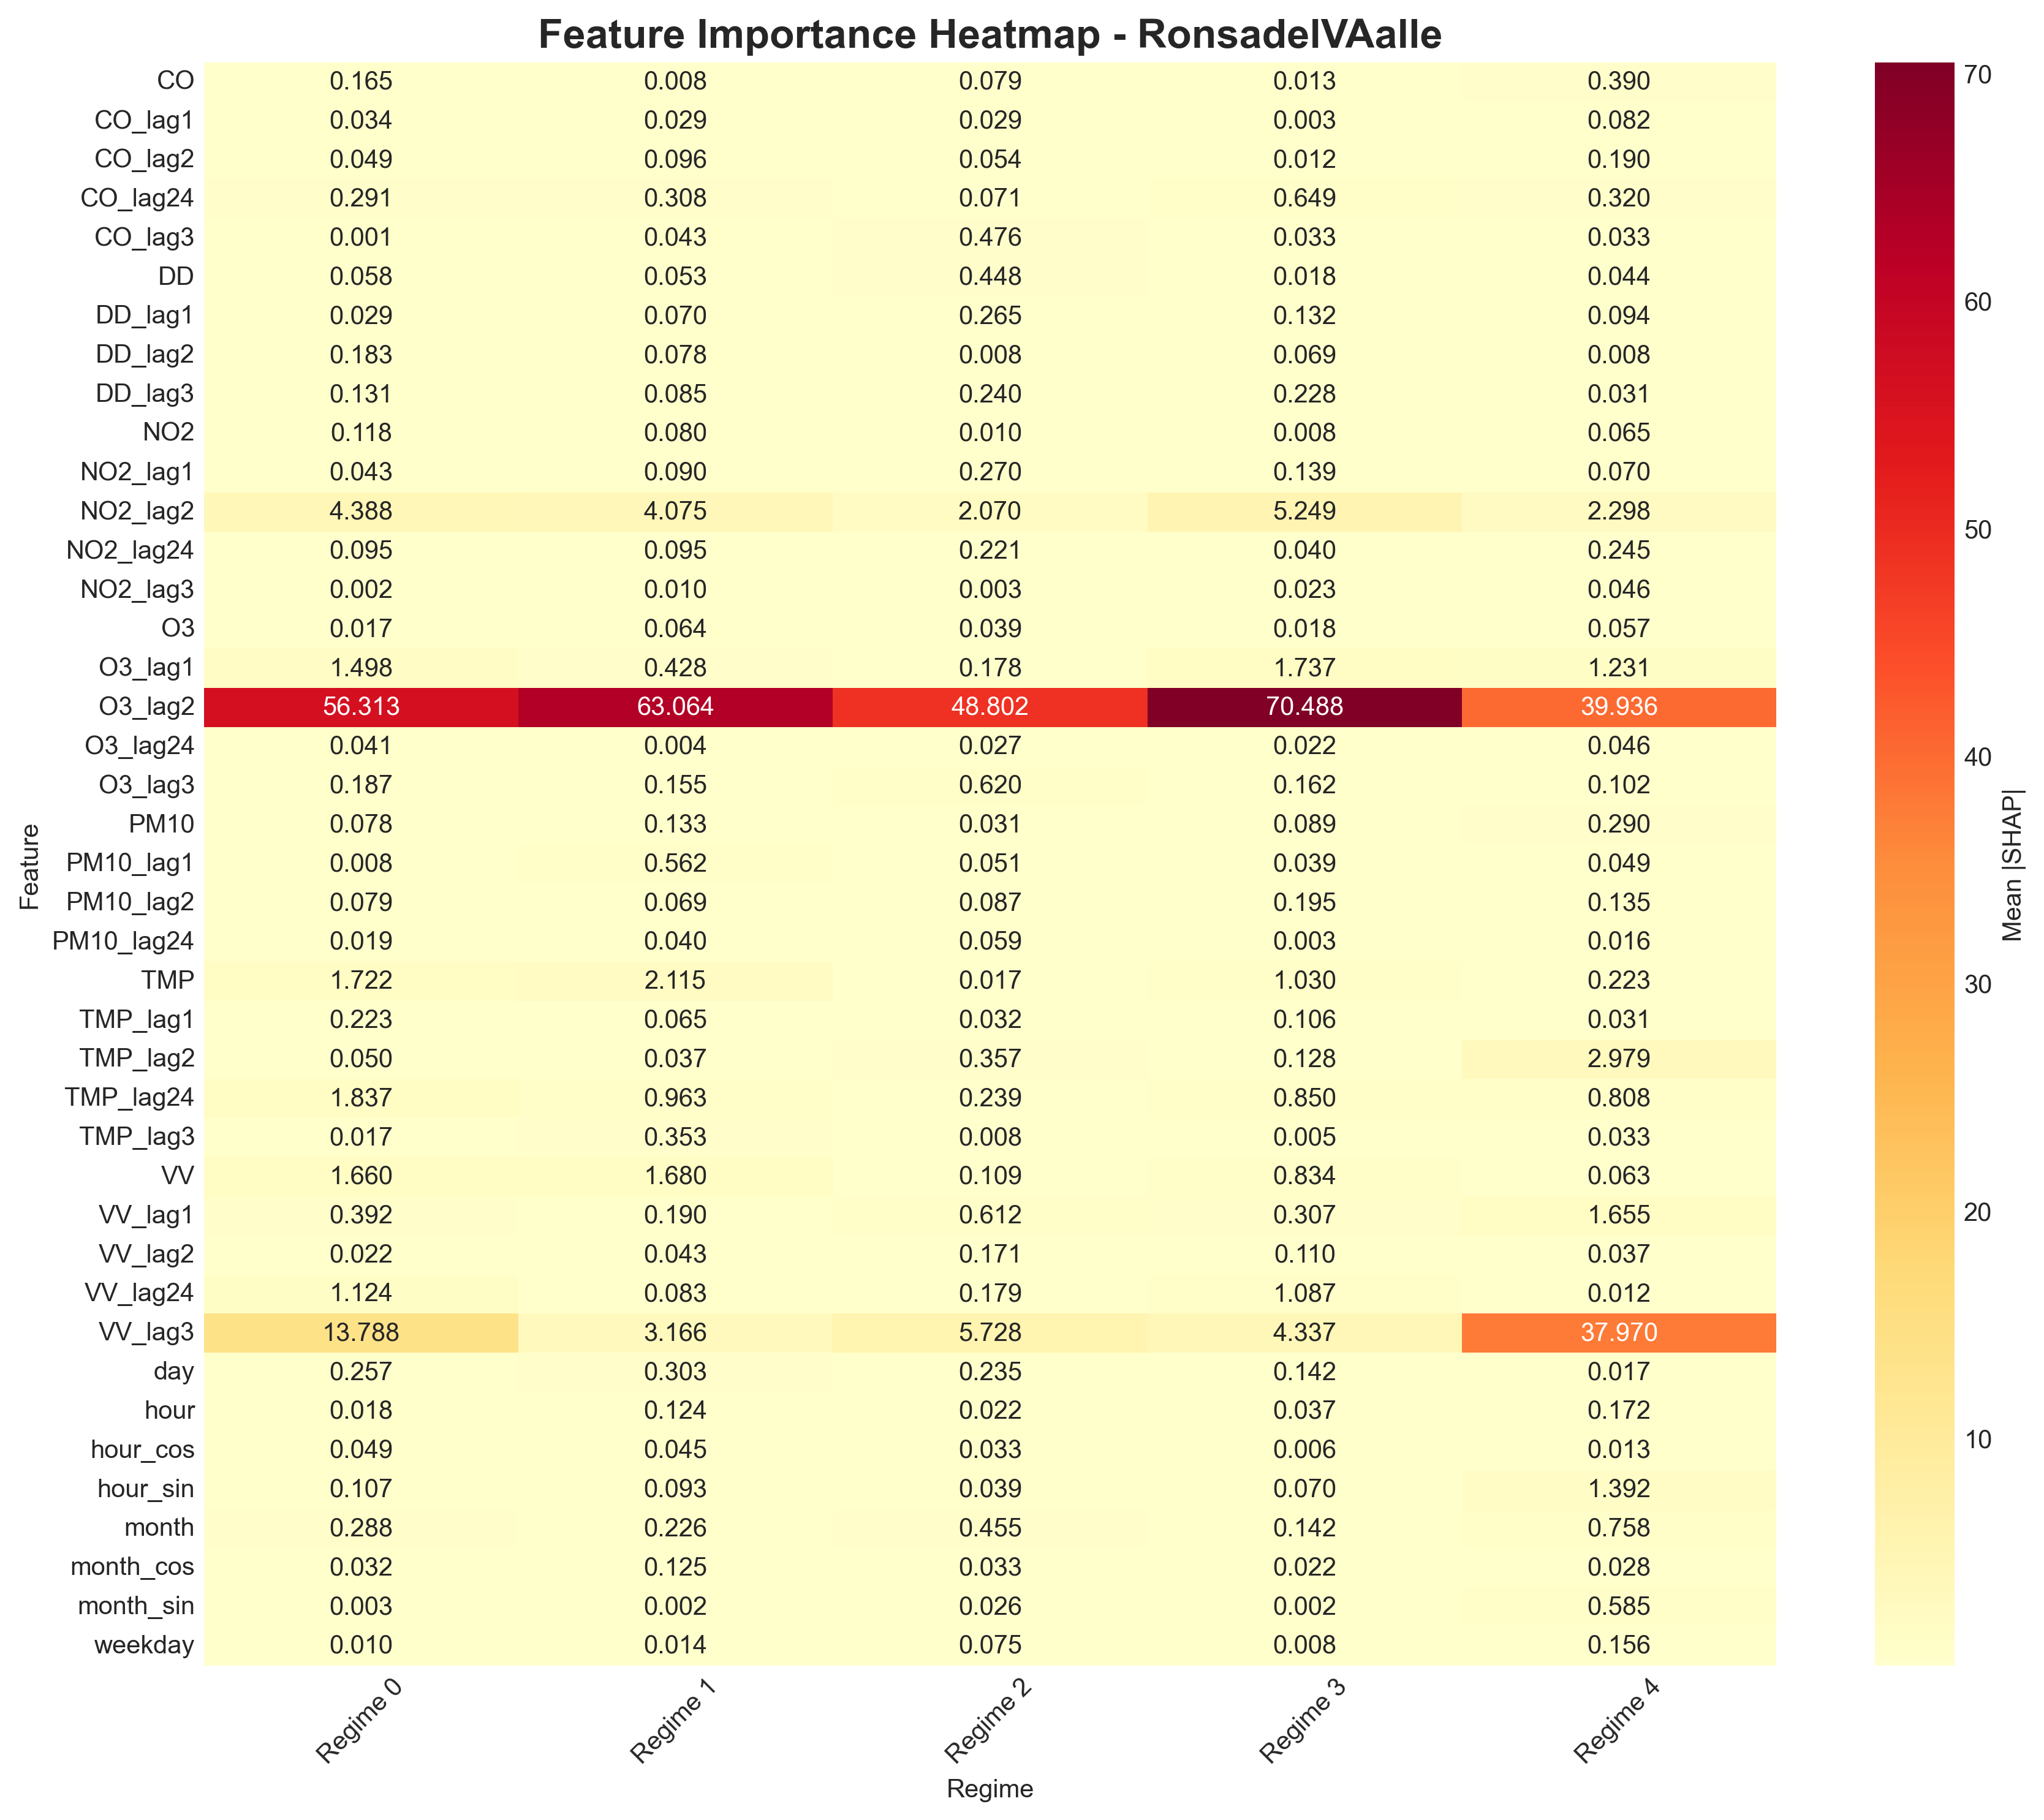 Feature Importance Heatmap - RonsadelVAalle
CO 0.165 0.008 0.079 0.013 0.390
CO_lag1 0.034 0.029 0.029 0.003 0.082
CO_lag2 0.049 0.096 0.054 0.012 0.190
CO_lag24 0.291 0.308 0.071 0.649 0.320
CO_lag3 0.001 0.043 0.476 0.033 0.033
DD 0.058 0.053 0.448 0.018 0.044
DD_lag1 0.029 0.070 0.265 0.132 0.094
DD_lag2 0.183 0.078 0.008 0.069 0.008
DD_lag3 0.131 0.085 0.240 0.228 0.031
NO2 0.118 0.080 0.010 0.008 0.065
NO2_lag1 0.043 0.090 0.270 0.139 0.070
NO2_lag2 4.388 4.075 2.070 5.249 2.298
NO2_lag24 0.095 0.095 0.221 0.040 0.245
NO2_lag3 0.002 0.010 0.003 0.023 0.046
O3 0.017 0.064 0.039 0.018 0.057
O3_lag1 1.498 0.428 0.178 1.737 1.231
O3_lag2 56.313 63.064 48.802 70.488 39.936
O3_lag24 0.041 0.004 0.027 0.022 0.046
O3_lag3 0.187 0.155 0.620 0.162 0.102
PM10 0.078 0.133 0.031 0.089 0.290
PM10_lag1 0.008 0.562 0.051 0.039 0.049
PM10_lag2 0.079 0.069 0.087 0.195 0.135
PM10_lag24 0.019 0.040 0.059 0.003 0.016
TMP 1.722 2.115 0.017 1.030 0.223
TMP_lag1 0.223 0.065 0.032 0.106 0.031
TMP_lag2 0.050 0.037 0.357 0.128 2.979
TMP_lag24 1.837 0.963 0.239 0.850 0.808
TMP_lag3 0.017 0.353 0.008 0.005 0.033
VV 1.660 1.680 0.109 0.834 0.063
VV_lag1 0.392 0.190 0.612 0.307 1.655
VV_lag2 0.022 0.043 0.171 0.110 0.037
VV_lag24 1.124 0.083 0.179 1.087 0.012
VV_lag3 13.788 3.166 5.728 4.337 37.970
day 0.257 0.303 0.235 0.142 0.017
hour 0.018 0.124 0.022 0.037 0.172
hour_cos 0.049 0.045 0.033 0.006 0.013
hour_sin 0.107 0.093 0.039 0.070 1.392
month 0.288 0.226 0.455 0.142 0.758
month_cos 0.032 0.125 0.033 0.022 0.028
month_sin 0.003 0.002 0.026 0.002 0.585
weekday 0.010 0.014 0.075 0.008 0.156
Regime 0 Regime 1 Regime 2 Regime 3 Regime 4
Regime
Feature
70
60
50
40
30
20
10
Mean |SHAP|